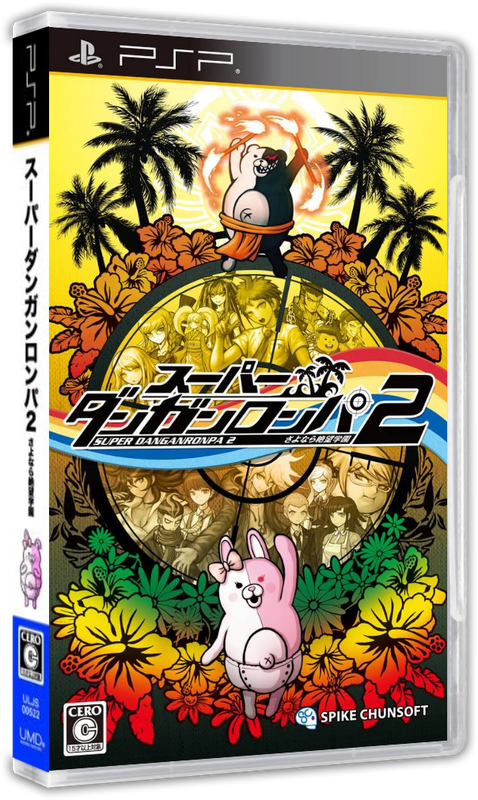 PSP
スーパーダンガンロンパ2
さよなら絶望学園
CERO
C
ULJS
00522
UMD
PSP
スーパー
ダンガンロンパ2
SUPER DANGANRONPA 2
さよなら絶望学園
CERO
C
15才以上対象
SPIKE CHUNSOFT